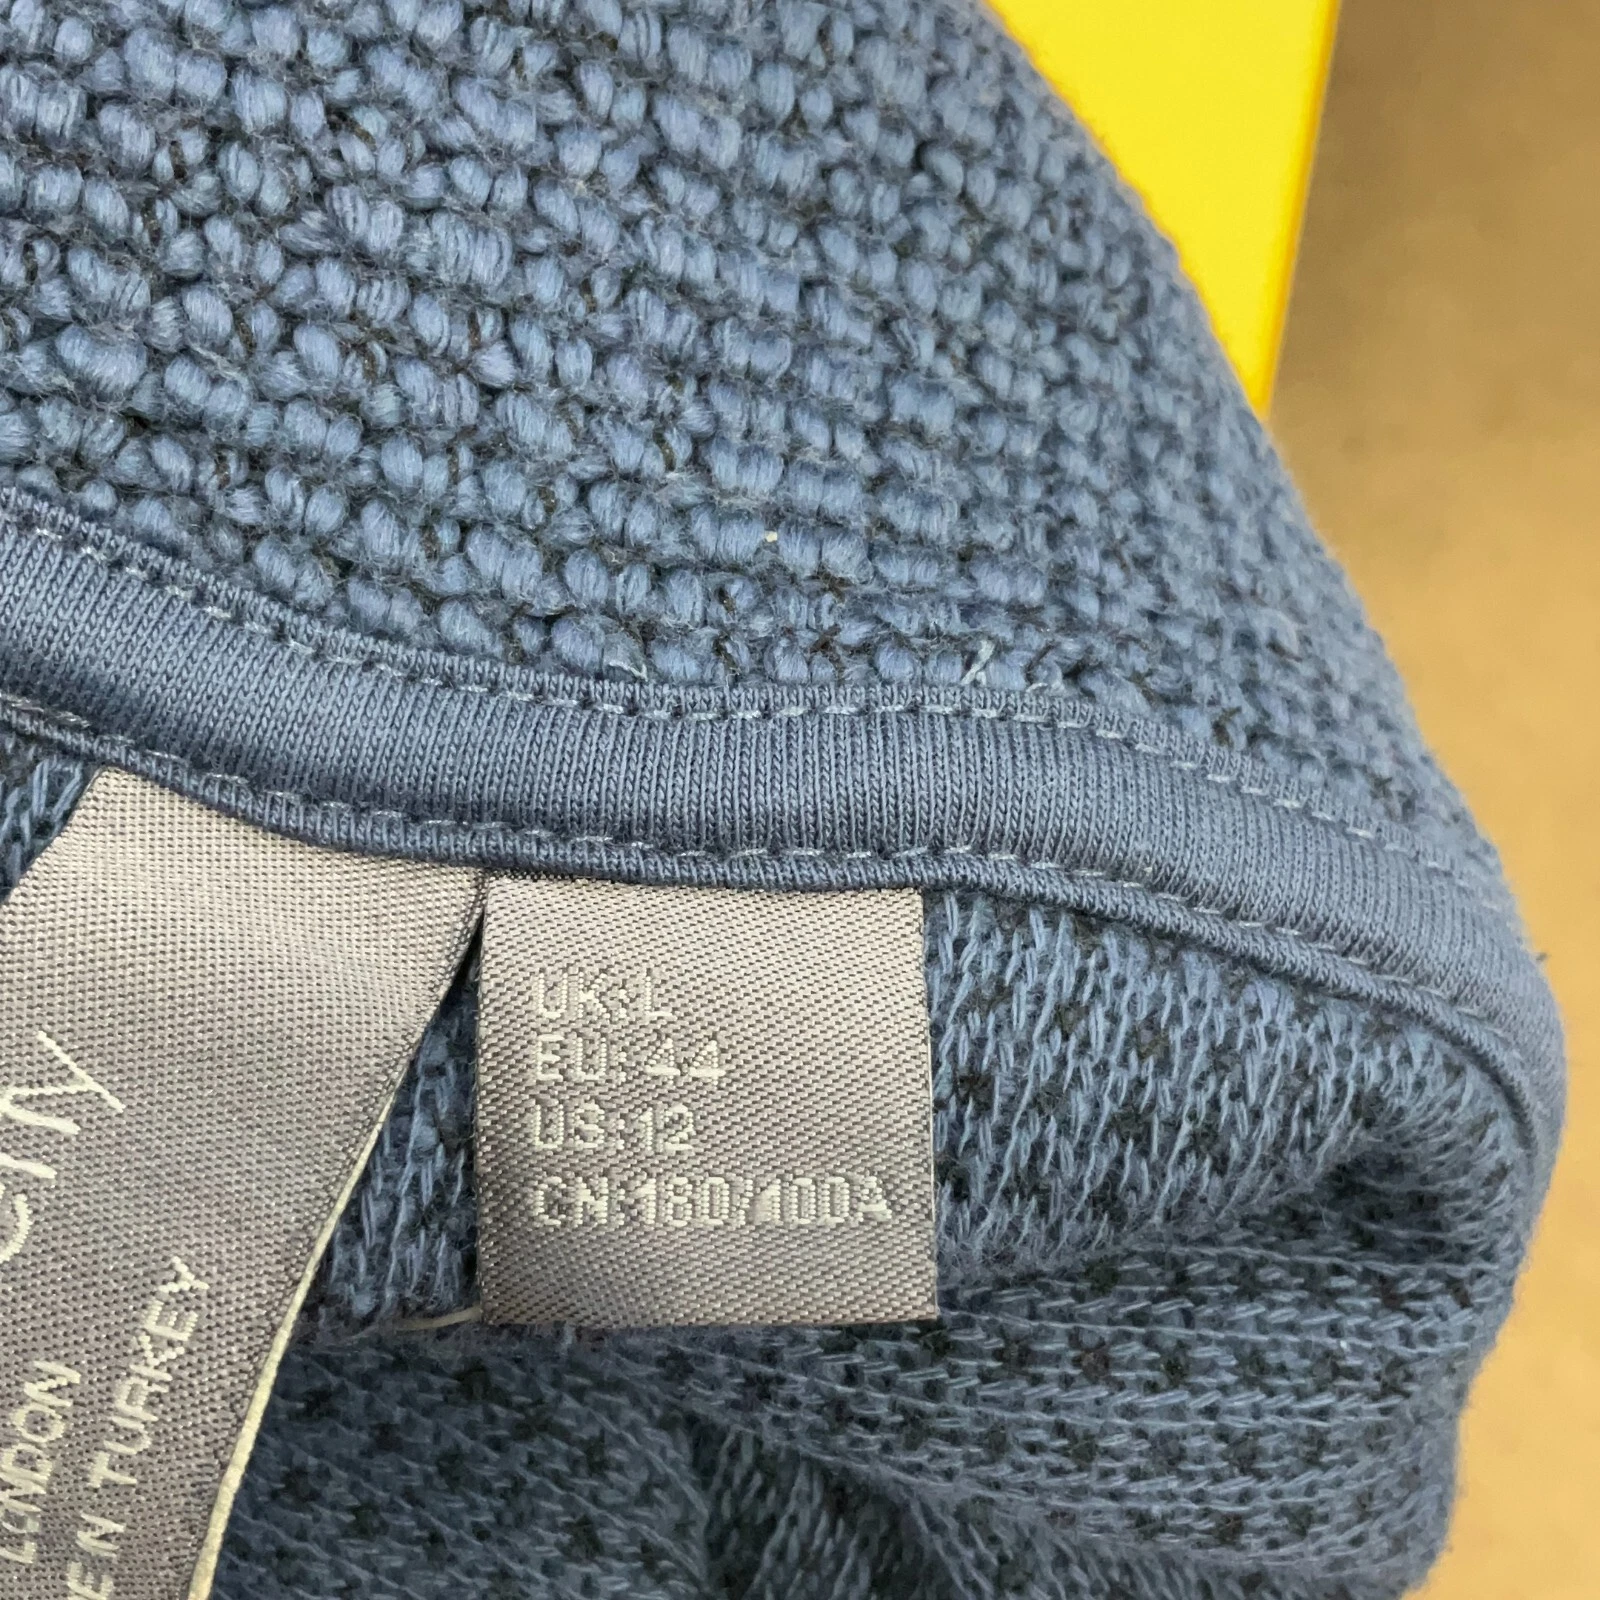 LONDON
EN TURKEY
UK:L
EU:44
US:12
CN:180/100A